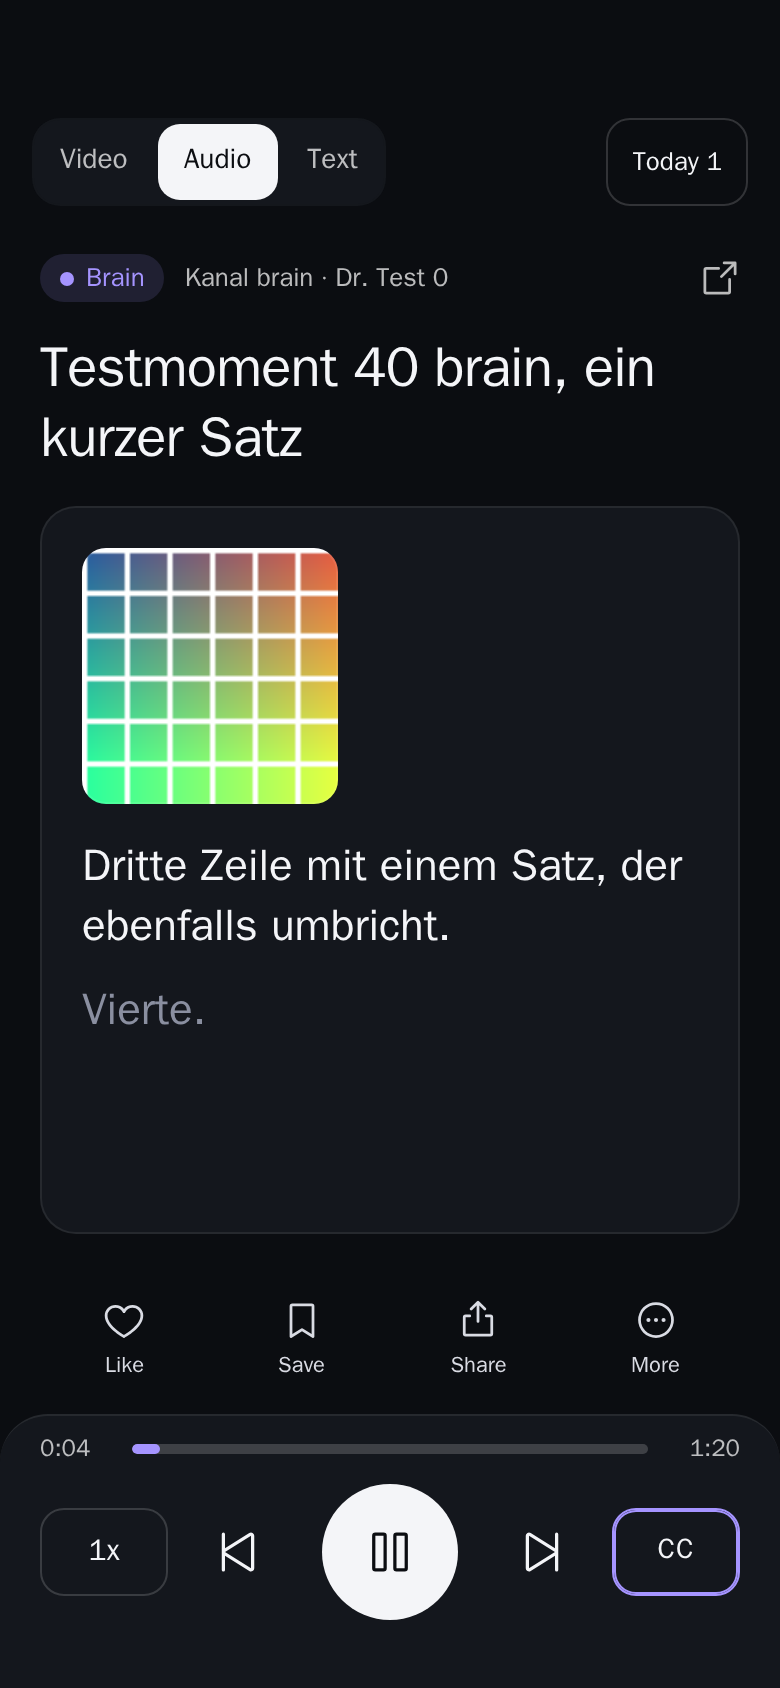 Video Audio Text Today 1
Brain Kanal brain · Dr. Test 0
Testmoment 40 brain, ein
kurzer Satz
Dritte Zeile mit einem Satz, der
ebenfalls umbricht.
Vierte.
Like Save Share More
0:04 1:20
1x CC